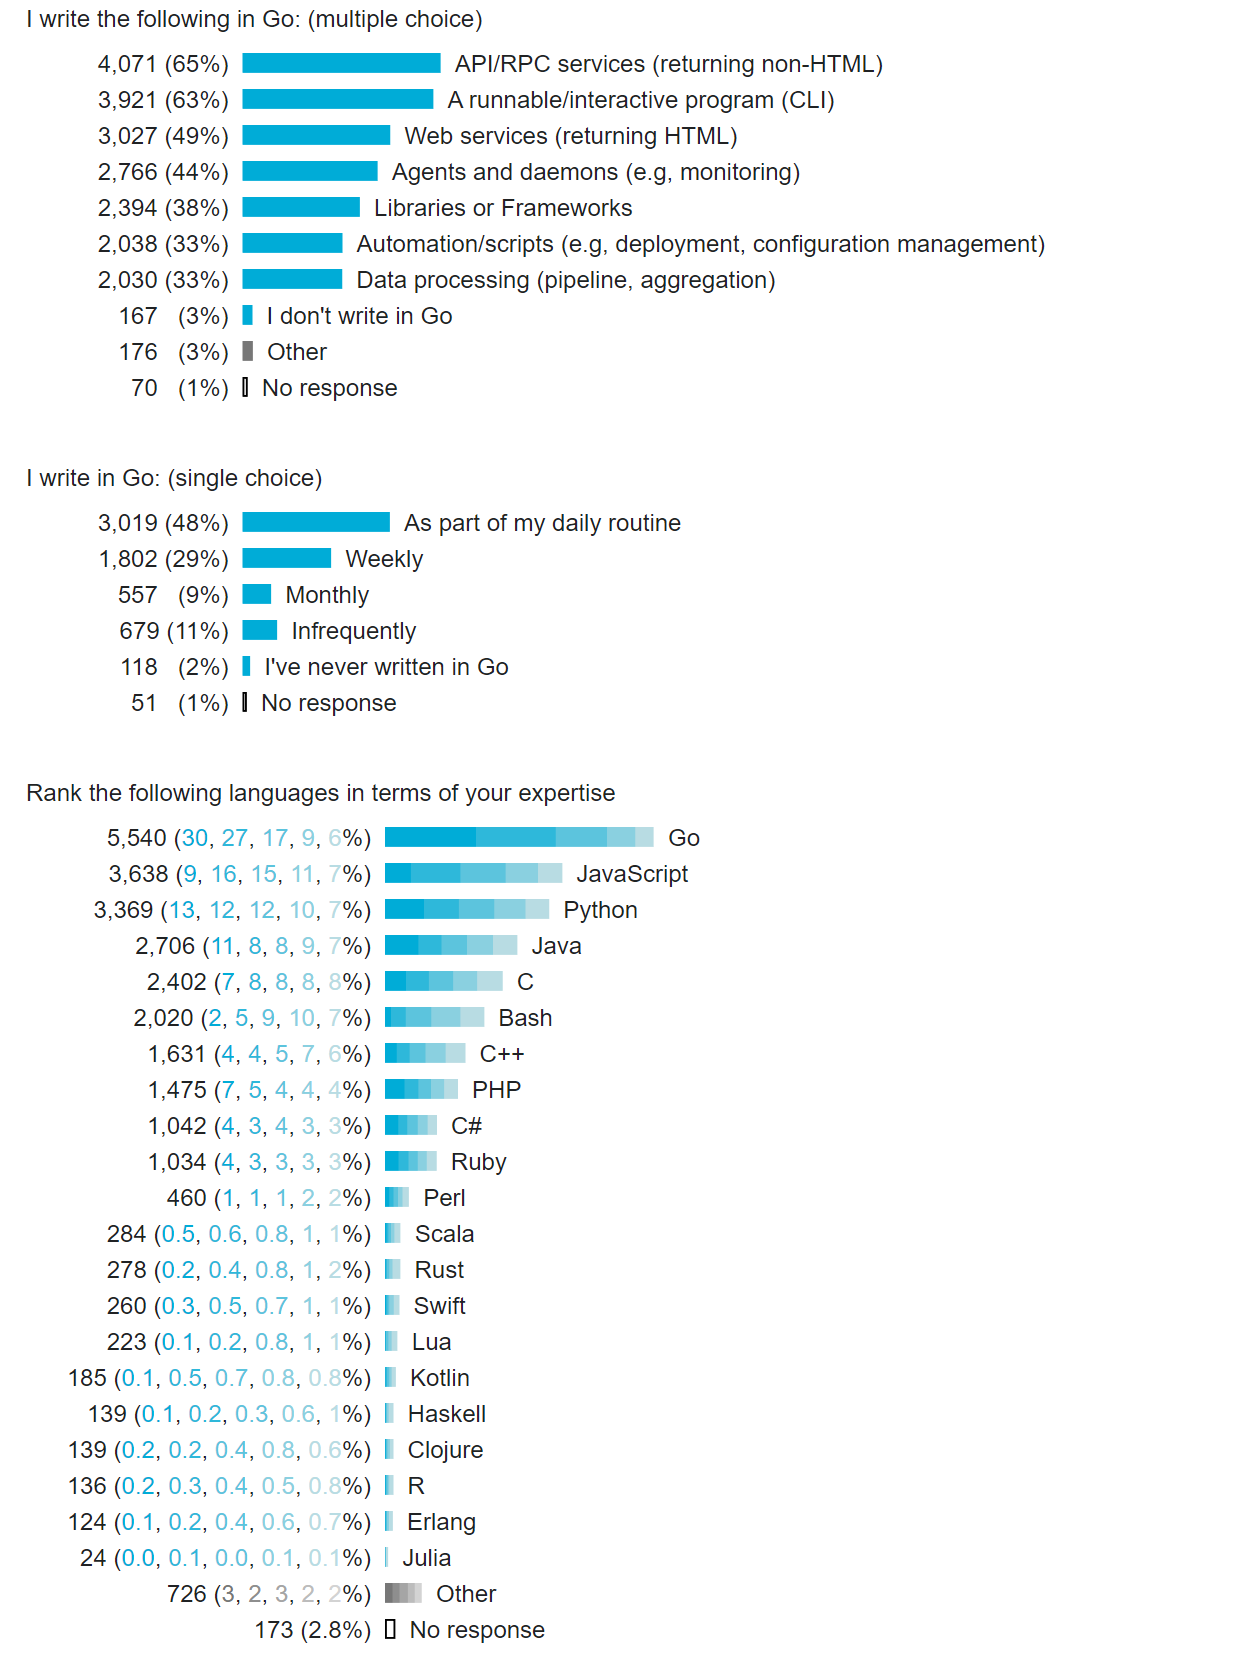 I write the following in Go: (multiple choice)
4,071 (65%) API/RPC services (returning non-HTML)
3,921 (63%) A runnable/interactive program (CLI)
3,027 (49%) Web services (returning HTML)
2,766 (44%) Agents and daemons (e.g, monitoring)
2,394 (38%) Libraries or Frameworks
2,038 (33%) Automation/scripts (e.g, deployment, configuration management)
2,030 (33%) Data processing (pipeline, aggregation)
167 (3%) I don't write in Go
176 (3%) Other
70 (1%) No response
I write in Go: (single choice)
3,019 (48%) As part of my daily routine
1,802 (29%) Weekly
557 (9%) Monthly
679 (11%) Infrequently
118 (2%) I've never written in Go
51 (1%) No response
Rank the following languages in terms of your expertise
5,540 (30, 27, 17, 9, 6%) Go
3,638 (9, 16, 15, 11, 7%) JavaScript
3,369 (13, 12, 12, 10, 7%) Python
2,706 (11, 8, 8, 9, 7%) Java
2,402 (7, 8, 8, 8, 8%) C
2,020 (2, 5, 9, 10, 7%) Bash
1,631 (4, 4, 5, 7, 6%) C++
1,475 (7, 5, 4, 4, 4%) PHP
1,042 (4, 3, 4, 3, 3%) C#
1,034 (4, 3, 3, 3, 3%) Ruby
460 (1, 1, 1, 2, 2%) Perl
284 (0.5, 0.6, 0.8, 1, 1%) Scala
278 (0.2, 0.4, 0.8, 1, 2%) Rust
260 (0.3, 0.5, 0.7, 1, 1%) Swift
223 (0.1, 0.2, 0.8, 1, 1%) Lua
185 (0.1, 0.5, 0.7, 0.8, 0.8%) Kotlin
139 (0.1, 0.2, 0.3, 0.6, 1%) Haskell
139 (0.2, 0.2, 0.4, 0.8, 0.6%) Clojure
136 (0.2, 0.3, 0.4, 0.5, 0.8%) R
124 (0.1, 0.2, 0.4, 0.6, 0.7%) Erlang
24 (0.0, 0.1, 0.0, 0.1, 0.1%) Julia
726 (3, 2, 3, 2, 2%) Other
173 (2.8%) No response